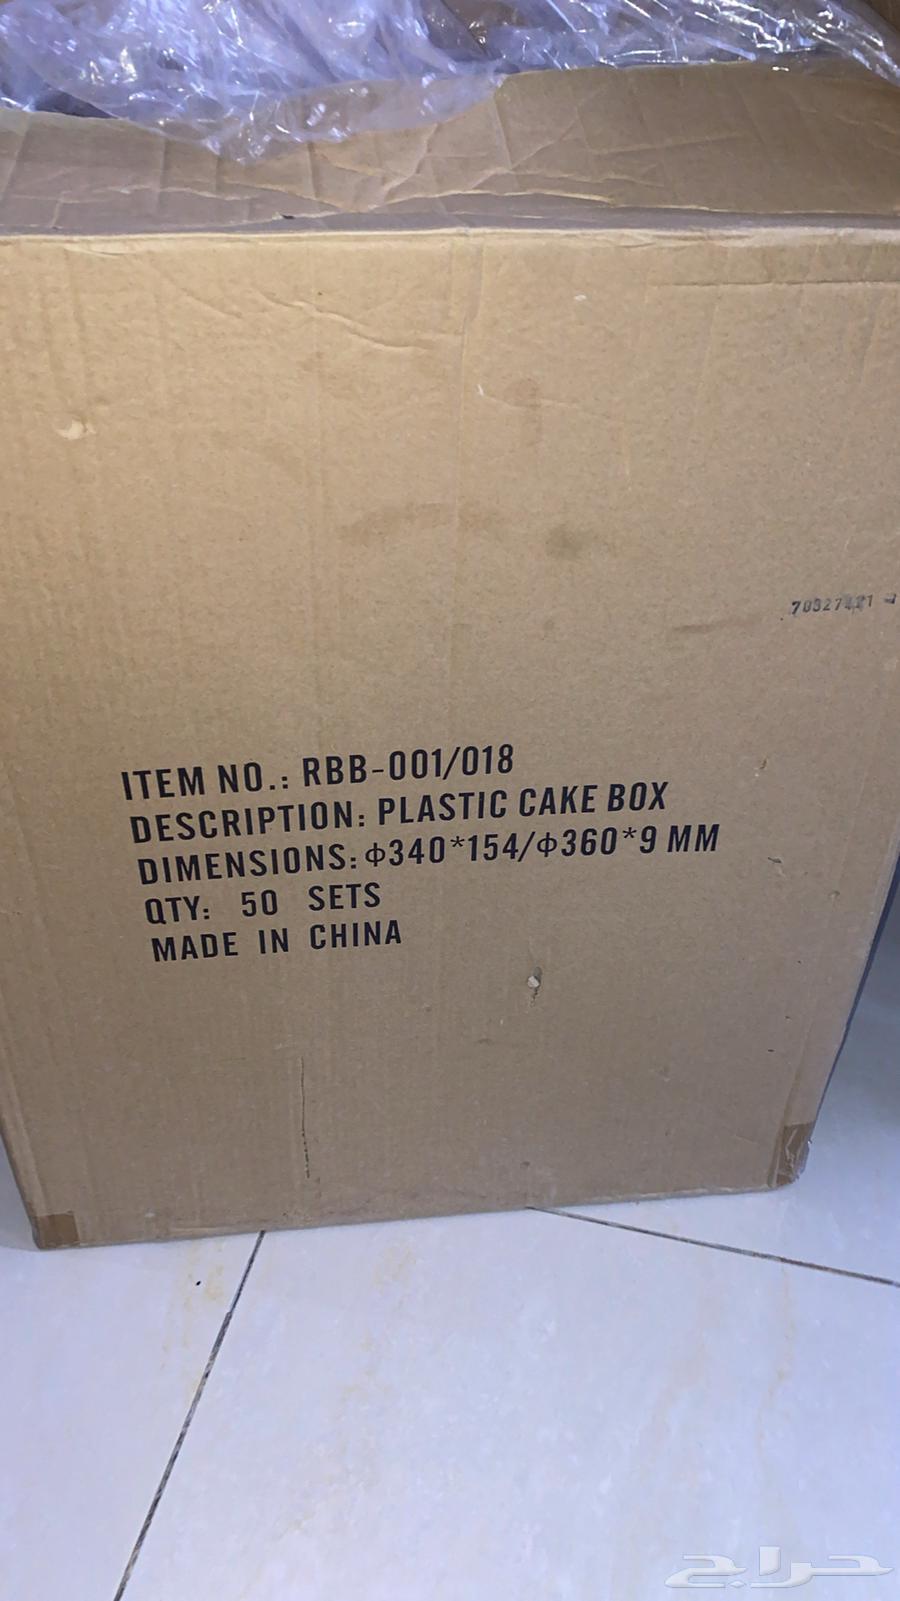 ITEM NO.: RBB-001/018
DESCRIPTION: PLASTIC CAKE BOX
DIMENSIONS: Φ340*154/Φ360*9 MM
QTY: 50 SETS
MADE IN CHINA
حراج